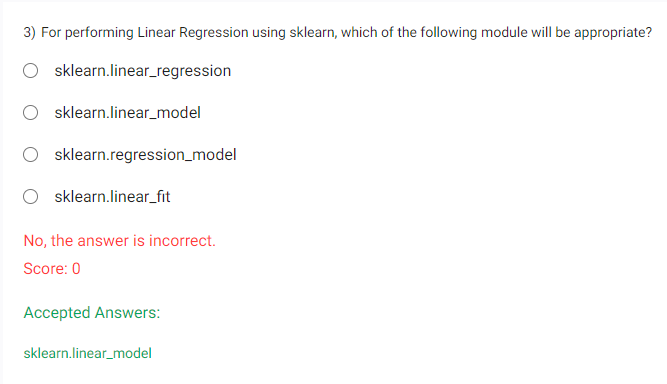 3) For performing Linear Regression using sklearn, which of the following module will be appropriate?
sklearn.linear_regression
sklearn.linear_model
sklearn.regression_model
sklearn.linear_fit
No, the answer is incorrect.
Score: 0
Accepted Answers:
sklearn.linear_model